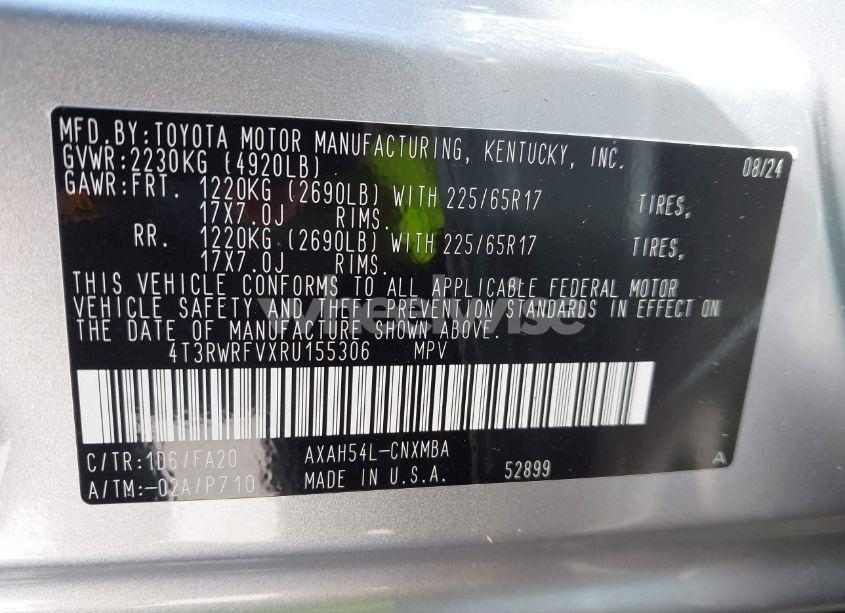 MFD.BY:TOYOTA MOTOR MANUFACTURING, KENTUCKY, INC. 08/24
GVWR:2230KG (4920LB)
GAWR:FRT. 1220KG (2690LB) WITH 225/65R17 TIRES,
17X7.0J RIMS.
RR. 1220KG (2690LB) WITH 225/65R17 TIRES,
17X7.0J RIMS.
THIS VEHICLE CONFORMS TO ALL APPLICABLE FEDERAL MOTOR
VEHICLE SAFETY AND THEFT PREVENTION STANDARDS IN EFFECT ON
THE DATE OF MANUFACTURE SHOWN ABOVE.
4T3RWRFVXRU155306 MPV
wheelwise
C/TR:1D6/FA20 AXAH54L-CNXMBA
A/TM:-02A/P710 MADE IN U.S.A. 52899 A